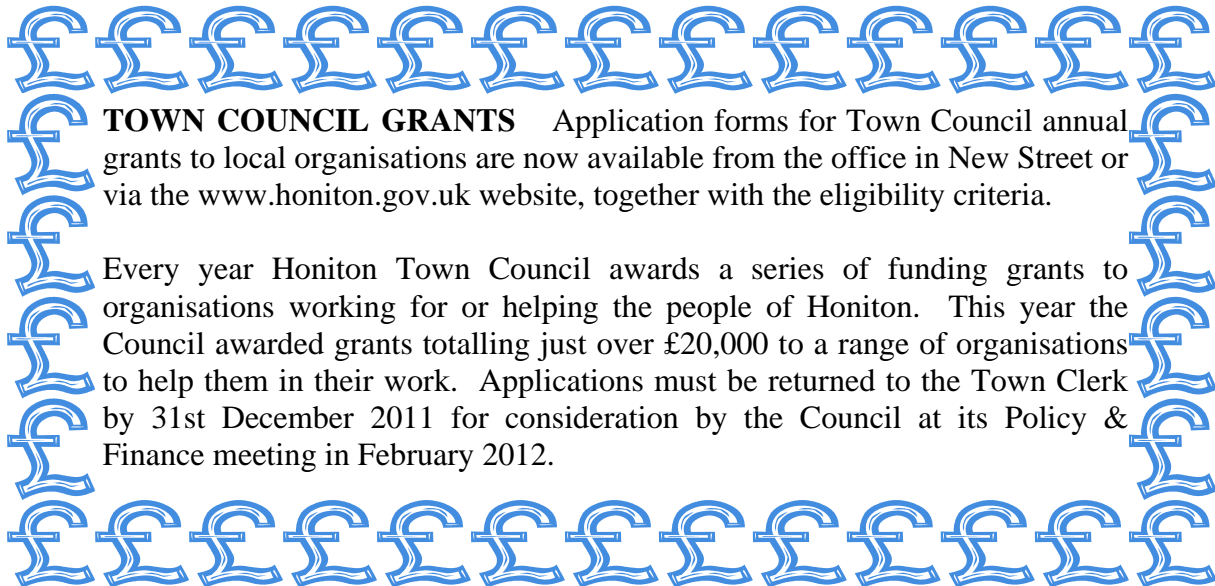 £ £ £ £ £ £ £ £ £ £ £ £ £
TOWN COUNCIL GRANTS Application forms for Town Council annual
£ £
grants to local organisations are now available from the office in New Street or
via the www.honiton.gov.uk website, together with the eligibility criteria.
£ £
Every year Honiton Town Council awards a series of funding grants to
organisations working for or helping the people of Honiton. This year the
£ £
Council awarded grants totalling just over £20,000 to a range of organisations
to help them in their work. Applications must be returned to the Town Clerk
by 31st December 2011 for consideration by the Council at its Policy &
£ £
Finance meeting in February 2012.
£ £ £ £ £ £ £ £ £ £ £ £ £